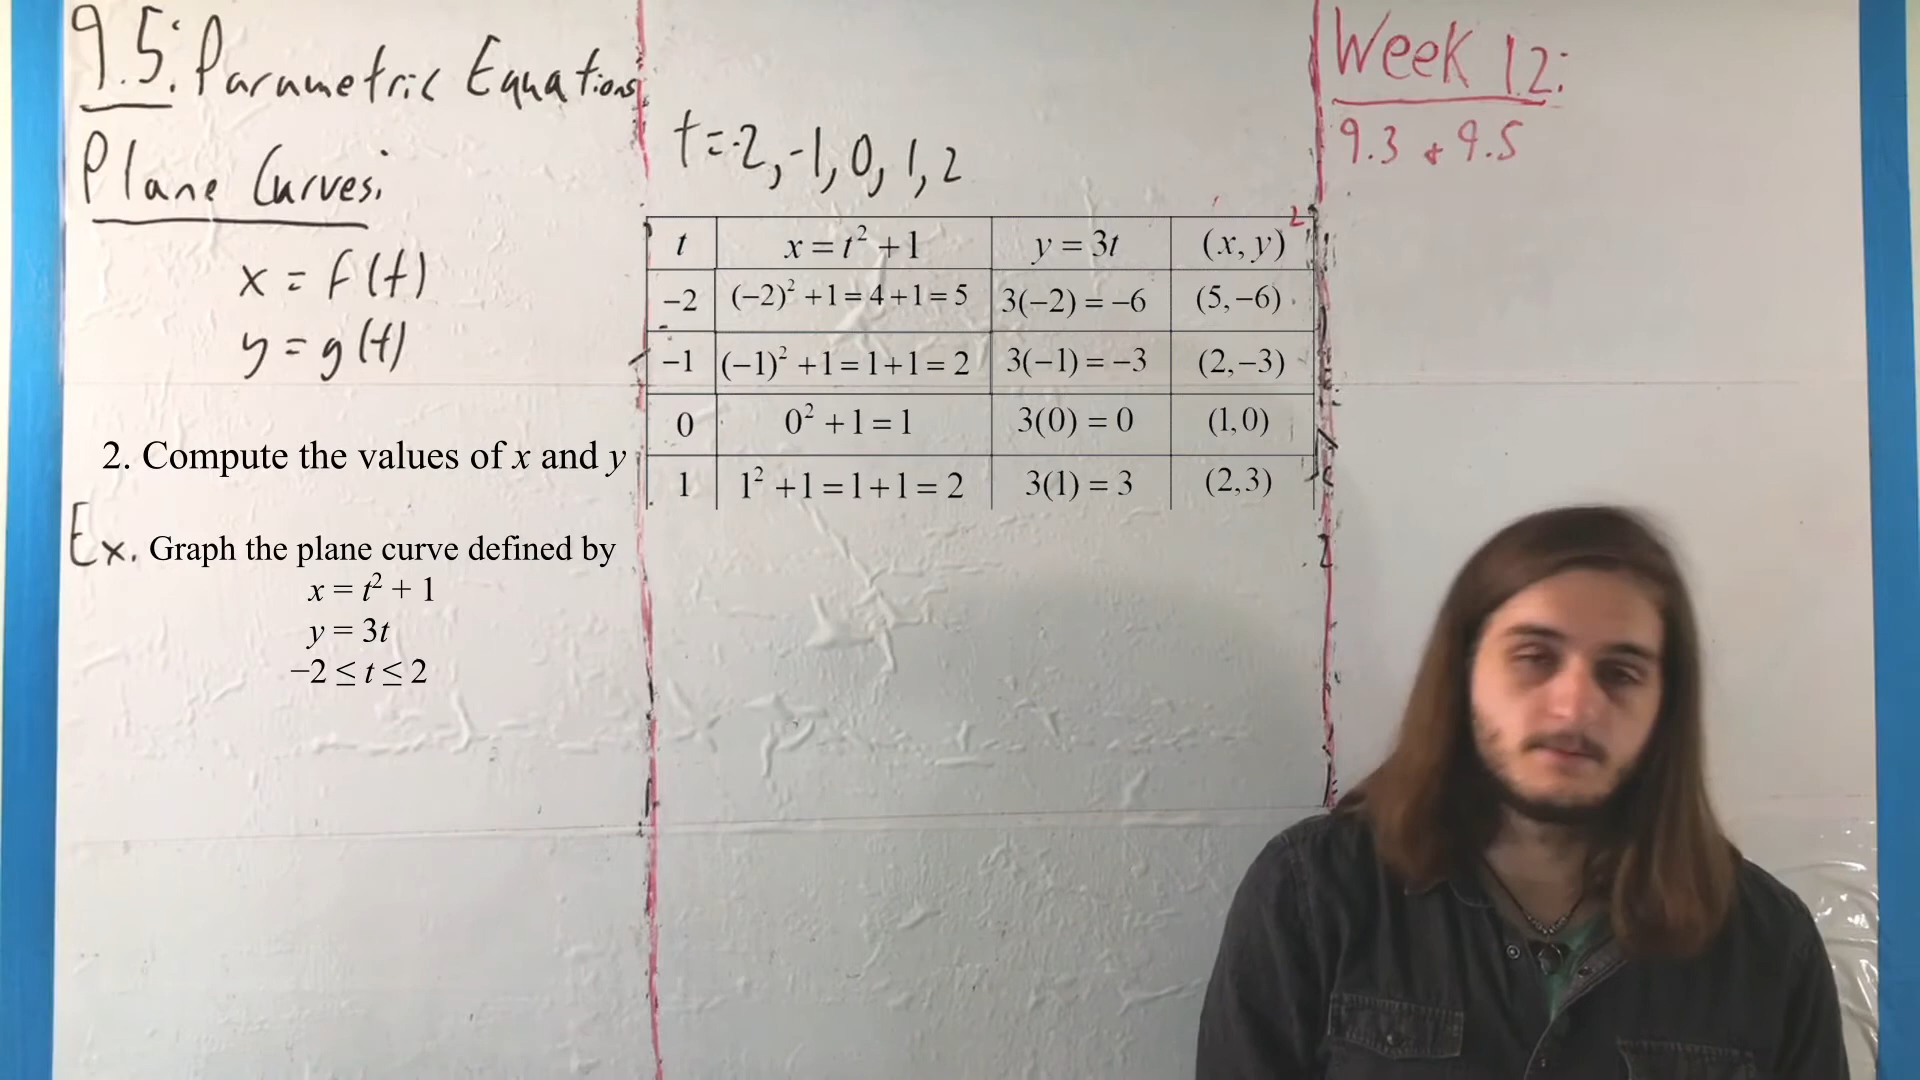 9.5: Parametric Equations
Plane Curves:
x = f(t)
y = g(t)
2. Compute the values of x and y
Ex. Graph the plane curve defined by
x = t² + 1
y = 3t
−2 ≤ t ≤ 2
t=-2, -1, 0, 1, 2
t x = t² + 1 y = 3t (x, y)
−2 (−2)² + 1 = 4 + 1 = 5 3(−2) = −6 (5, −6)
−1 (−1)² + 1 = 1 + 1 = 2 3(−1) = −3 (2, −3)
0 0² + 1 = 1 3(0) = 0 (1, 0)
1 1² + 1 = 1 + 1 = 2 3(1) = 3 (2, 3)
Week 12:
9.3 & 9.5